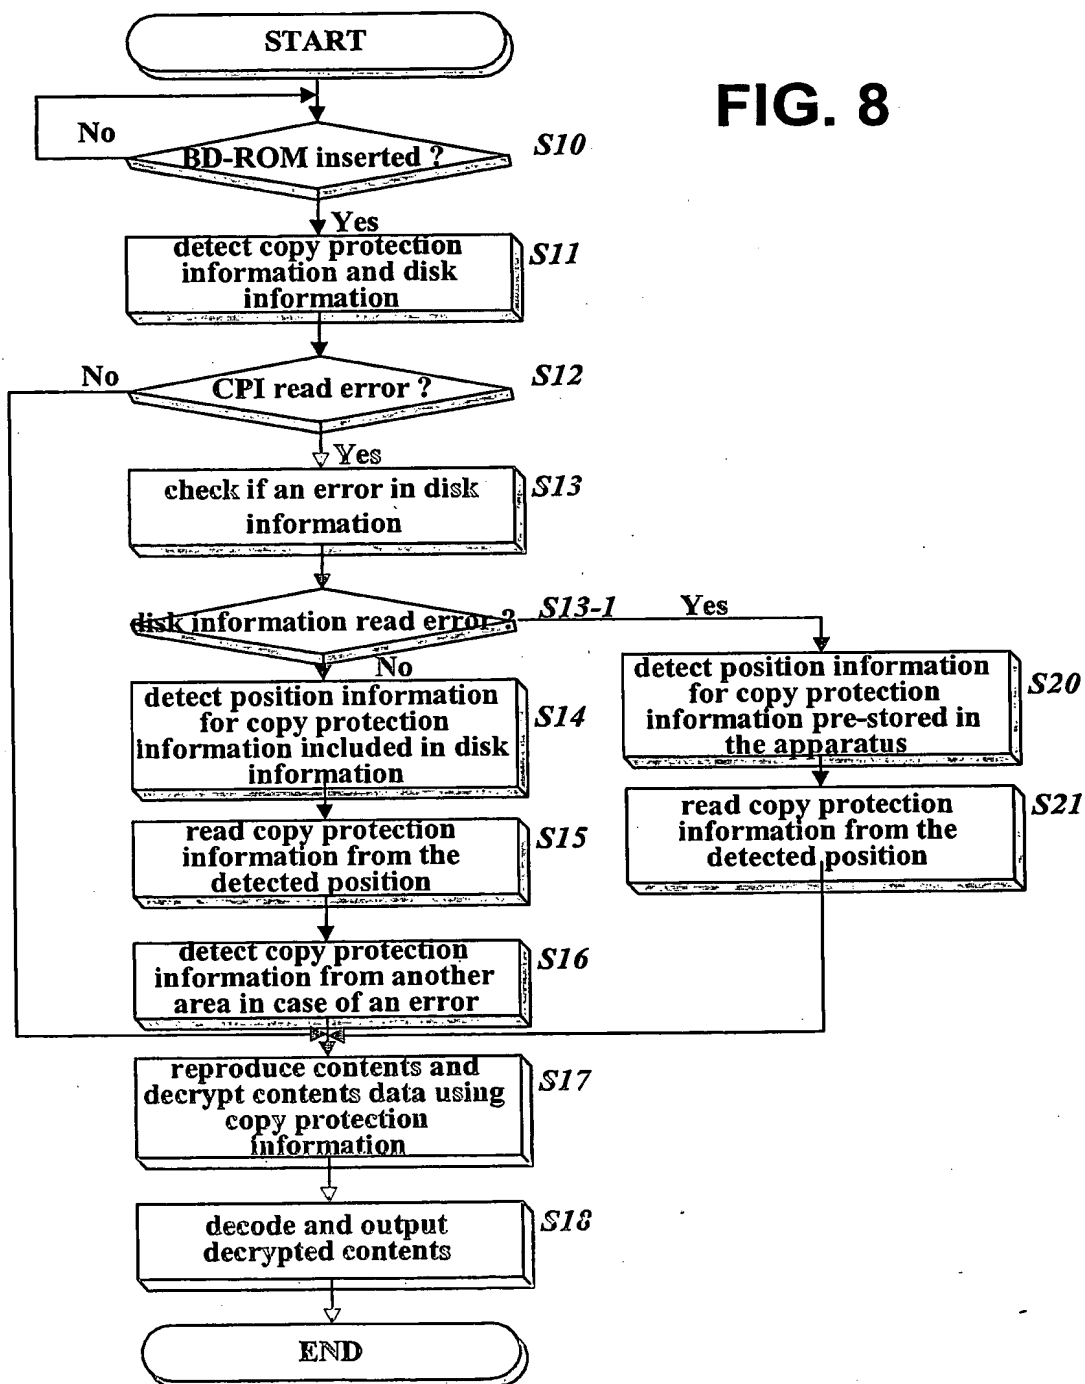 START
FIG. 8
No
BD-ROM inserted ?
S10
Yes
detect copy protection
information and disk
information
S11
No
CPI read error ?
S12
Yes
check if an error in disk
information
S13
disk information read error ?
S13-1
Yes
No
detect position information
for copy protection
information included in disk
information
S14
detect position information
for copy protection
information pre-stored in
the apparatus
S20
read copy protection
information from the
detected position
S15
read copy protection
information from the
detected position
S21
detect copy protection
information from another
area in case of an error
S16
reproduce contents and
decrypt contents data using
copy protection
information
S17
decode and output
decrypted contents
S18
END